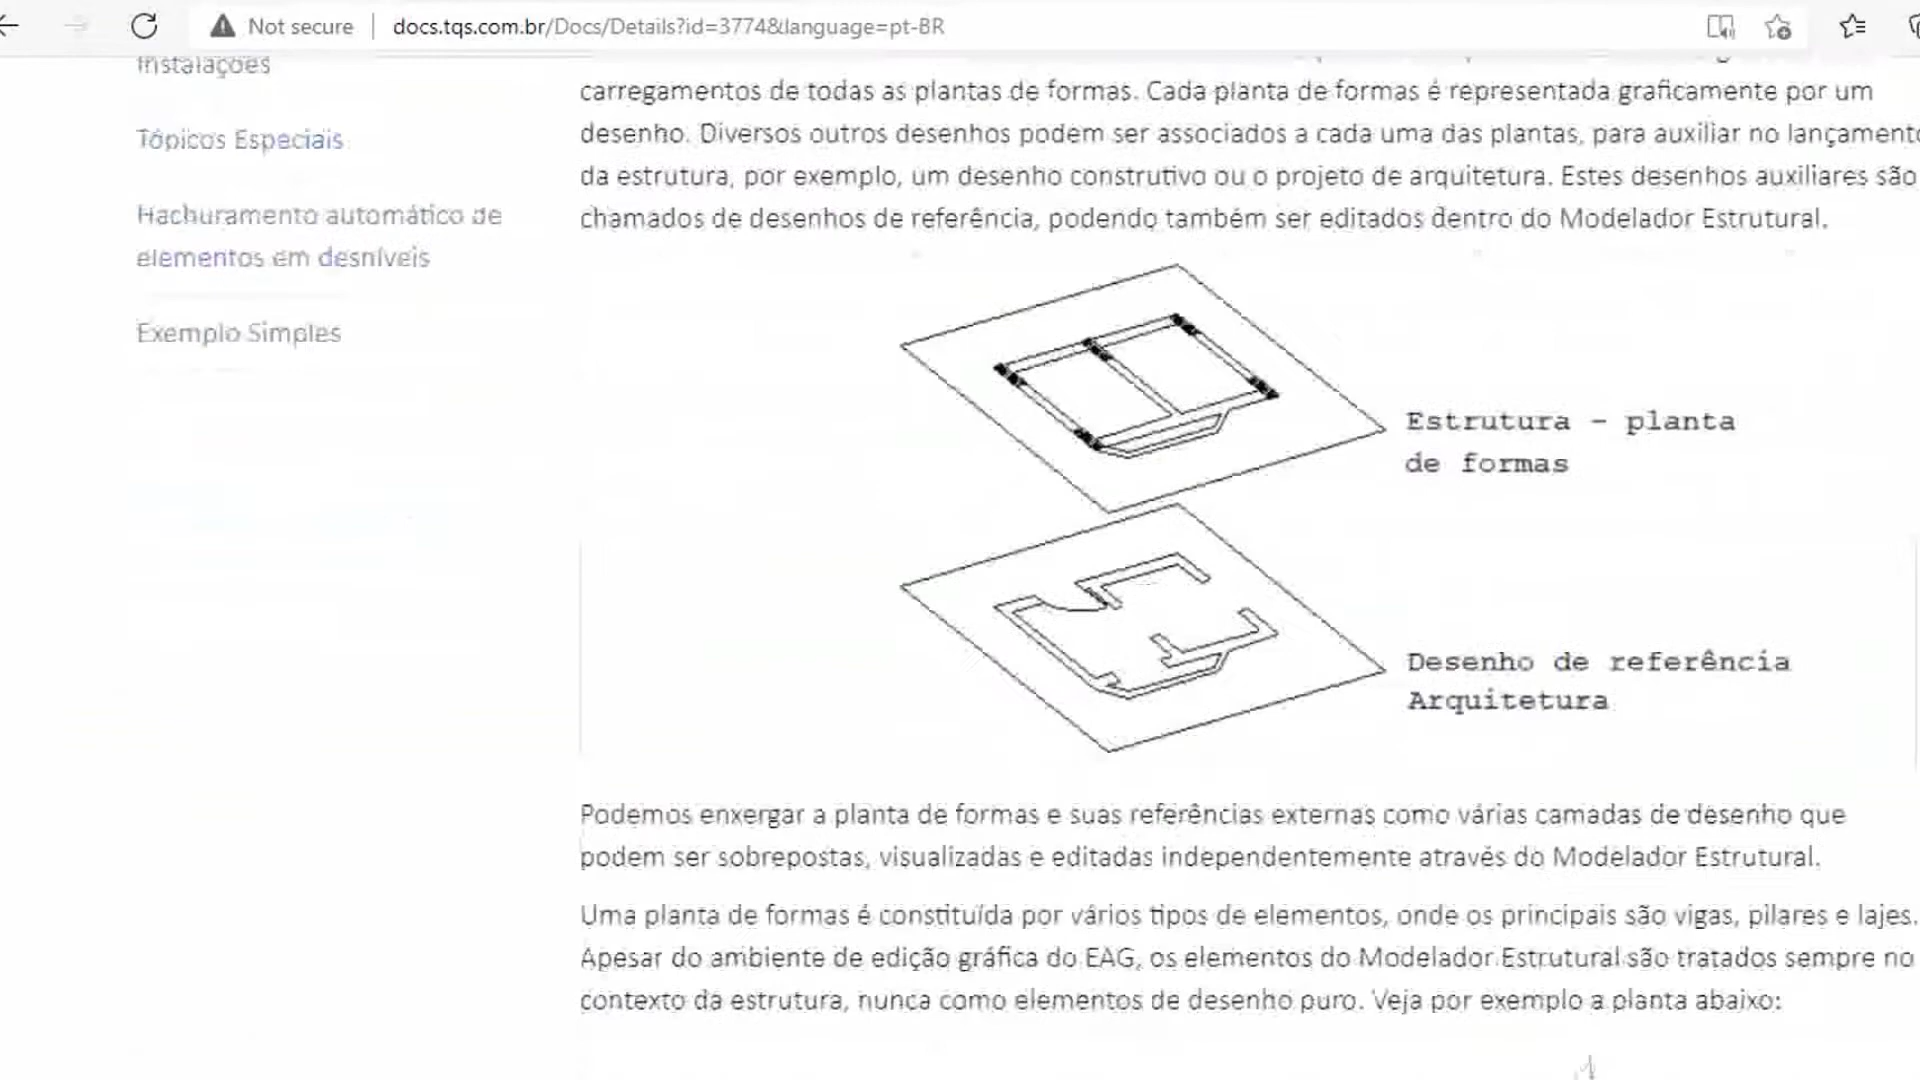 Not secure
docs.tqs.com.br/Docs/Details?id=3774&language=pt-BR
Instalações
Tópicos Especiais
Hachuramento automático de
elementos em desníveis
Exemplo Simples
carregamentos de todas as plantas de formas. Cada planta de formas é representada graficamente por um
desenho. Diversos outros desenhos podem ser associados a cada uma das plantas, para auxiliar no lançamento
da estrutura, por exemplo, um desenho construtivo ou o projeto de arquitetura. Estes desenhos auxiliares são
chamados de desenhos de referência, podendo também ser editados dentro do Modelador Estrutural.
Estrutura - planta
de formas
Desenho de referência
Arquitetura
Podemos enxergar a planta de formas e suas referências externas como várias camadas de desenho que
podem ser sobrepostas, visualizadas e editadas independentemente através do Modelador Estrutural.
Uma planta de formas é constituída por vários tipos de elementos, onde os principais são vigas, pilares e lajes.
Apesar do ambiente de edição gráfica do EAG, os elementos do Modelador Estrutural são tratados sempre no
contexto da estrutura, nunca como elementos de desenho puro. Veja por exemplo a planta abaixo: